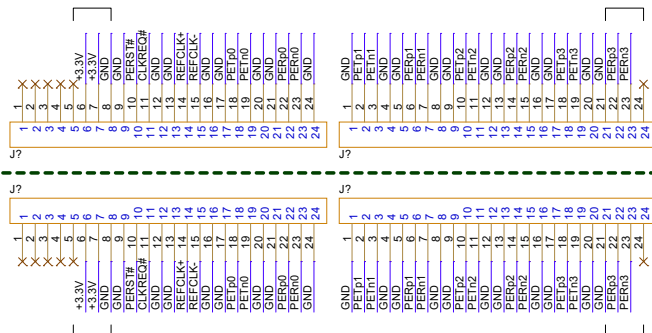 +3.3V +3.3V GND GND PERST# CLKREQ# GND GND REFCLK+ REFCLK- GND GND PETp0 PETn0 GND GND PERp0 PERn0 GND
1 2 3 4 5 6 7 8 9 10 11 12 13 14 15 16 17 18 19 20 21 22 23 24
1 2 3 4 5 6 7 8 9 10 11 12 13 14 15 16 17 18 19 20 21 22 23 24
J?
GND PETp1 PETn1 GND GND PERp1 PERn1 GND GND PETp2 PETn2 GND GND PERp2 PERn2 GND GND PETp3 PETn3 GND GND PERp3 PERn3
1 2 3 4 5 6 7 8 9 10 11 12 13 14 15 16 17 18 19 20 21 22 23 24
1 2 3 4 5 6 7 8 9 10 11 12 13 14 15 16 17 18 19 20 21 22 23 24
J?
J?
1 2 3 4 5 6 7 8 9 10 11 12 13 14 15 16 17 18 19 20 21 22 23 24
1 2 3 4 5 6 7 8 9 10 11 12 13 14 15 16 17 18 19 20 21 22 23 24
+3.3V +3.3V GND GND PERST# CLKREQ# GND GND REFCLK+ REFCLK- GND GND PETp0 PETn0 GND GND PERp0 PERn0 GND
J?
1 2 3 4 5 6 7 8 9 10 11 12 13 14 15 16 17 18 19 20 21 22 23 24
1 2 3 4 5 6 7 8 9 10 11 12 13 14 15 16 17 18 19 20 21 22 23 24
GND PETp1 PETn1 GND GND PERp1 PERn1 GND GND PETp2 PETn2 GND GND PERp2 PERn2 GND GND PETp3 PETn3 GND GND PERp3 PERn3